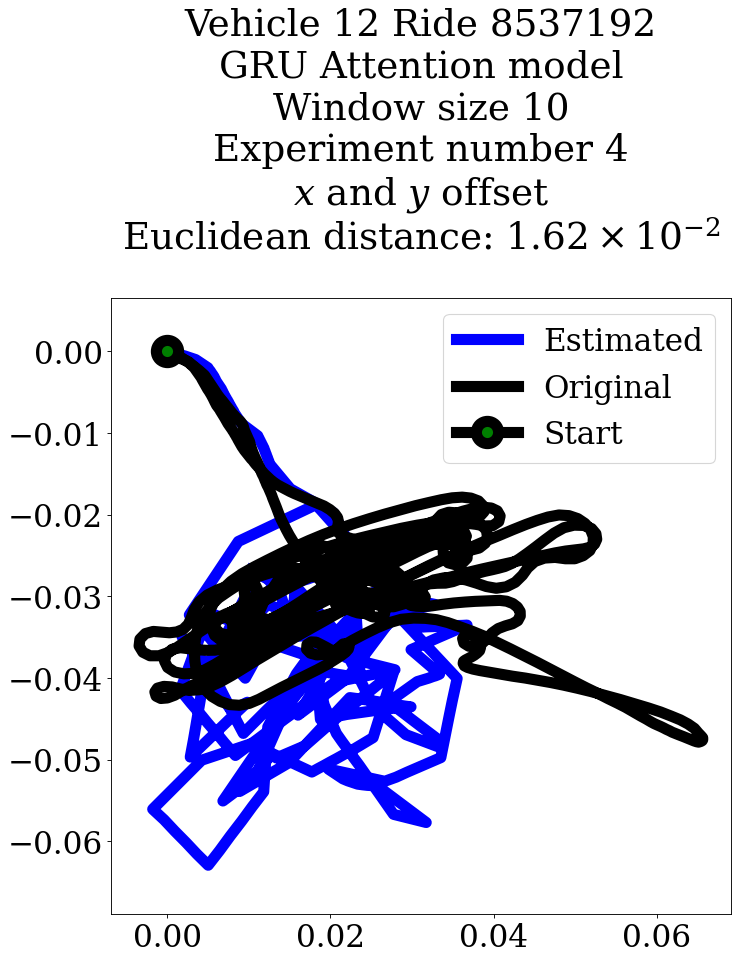 Vehicle 12 Ride 8537192
GRU Attention model
Window size 10
Experiment number 4
x and y offset
Euclidean distance: 1.62 × 10⁻²
Estimated
Original
Start
0.00
−0.01
−0.02
−0.03
−0.04
−0.05
−0.06
0.00 0.02 0.04 0.06